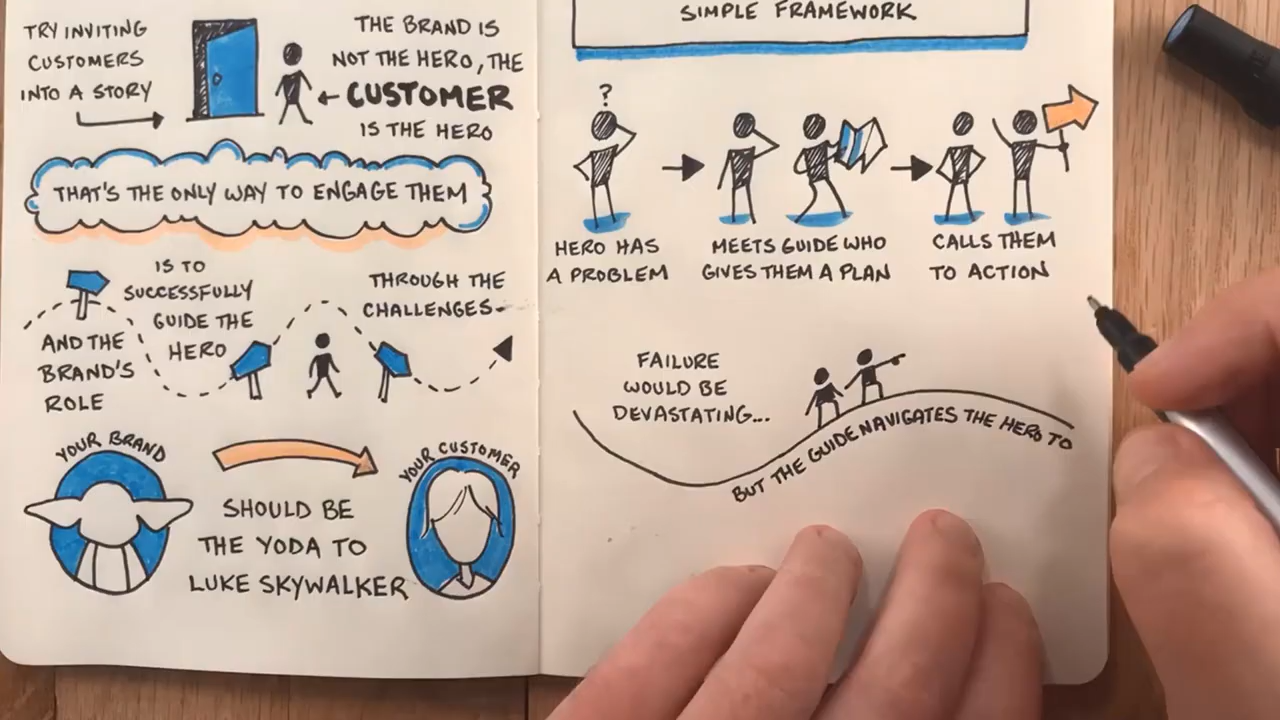 TRY INVITING
CUSTOMERS
INTO A STORY
THE BRAND IS
NOT THE HERO, THE
CUSTOMER
IS THE HERO
THAT'S THE ONLY WAY TO ENGAGE THEM
AND THE
BRAND'S
ROLE
IS TO
SUCCESSFULLY
GUIDE THE
HERO
THROUGH THE
CHALLENGES-
YOUR BRAND
SHOULD BE
THE YODA TO
LUKE SKYWALKER
YOUR CUSTOMER
SIMPLE FRAMEWORK
?
HERO HAS
A PROBLEM
MEETS GUIDE WHO
GIVES THEM A PLAN
CALLS THEM
TO ACTION
FAILURE
WOULD BE
DEVASTATING...
BUT THE GUIDE NAVIGATES THE HERO TO